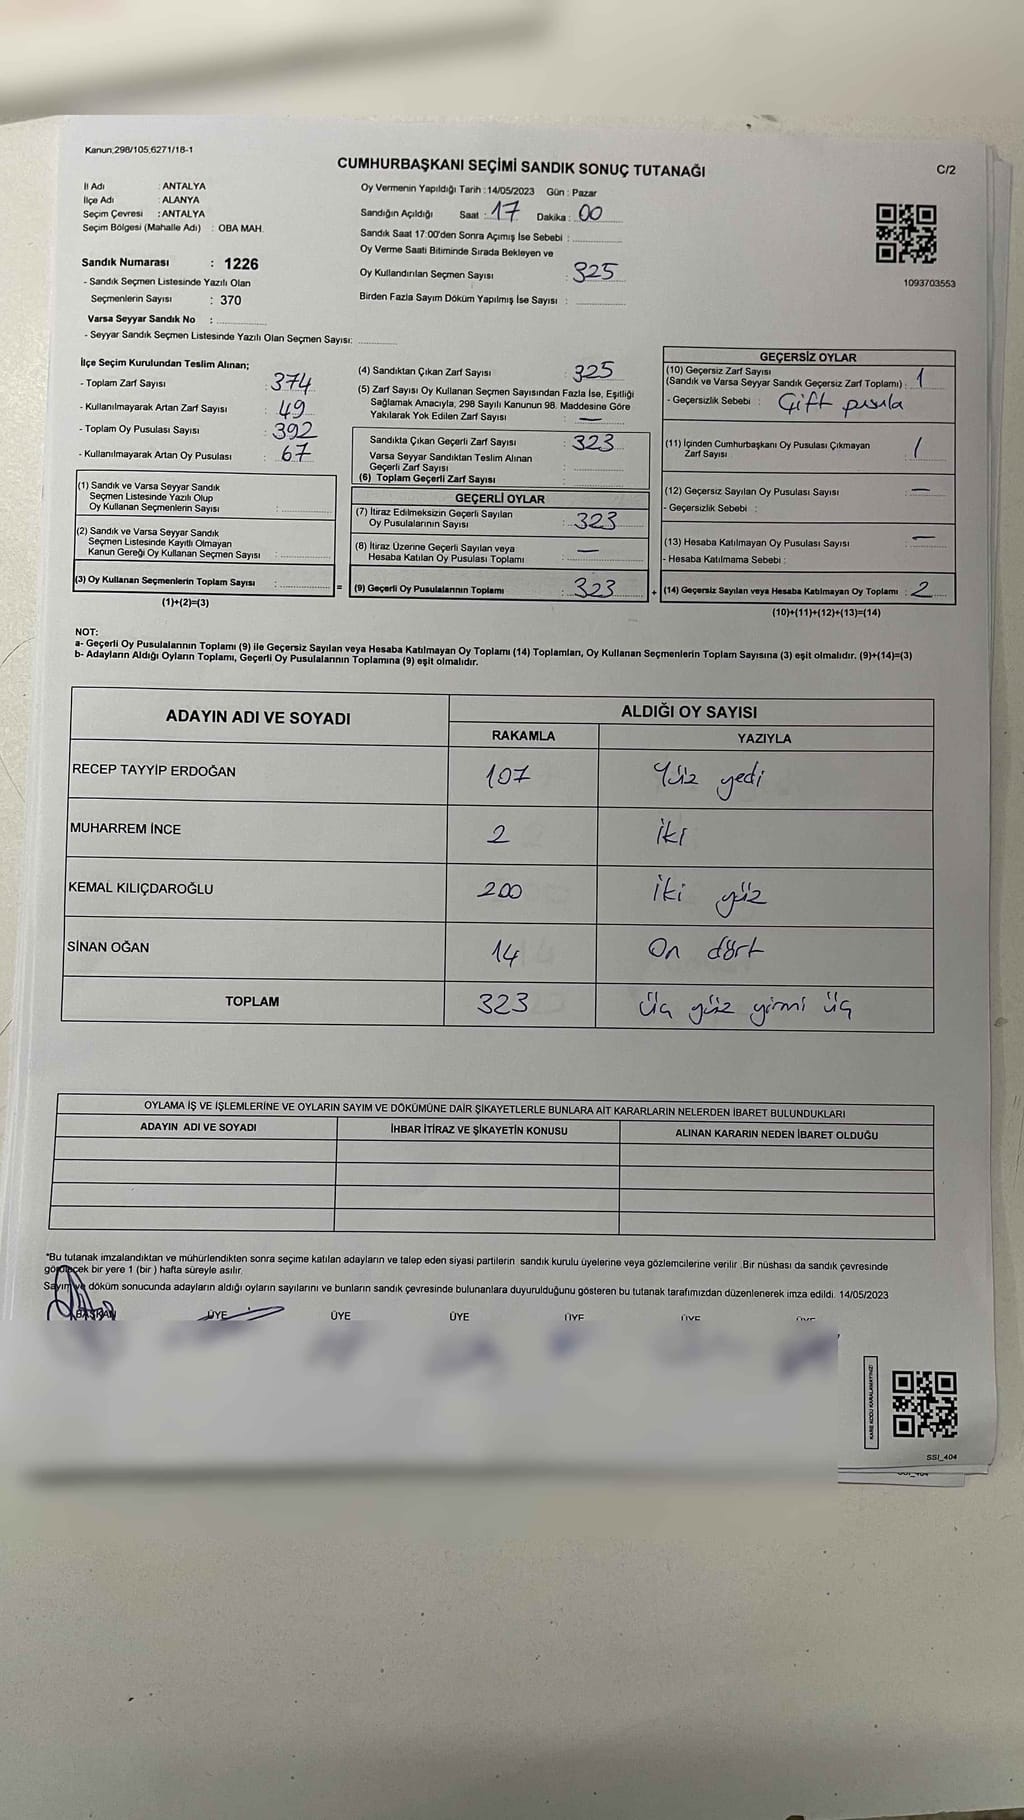 Kanun,298/105,6271/18-1
CUMHURBAŞKANI SEÇİMİ SANDIK SONUÇ TUTANAĞI
C/2
İl Adı : ANTALYA
İlçe Adı : ALANYA
Seçim Çevresi : ANTALYA
Seçim Bölgesi (Mahalle Adı) : OBA MAH.
Sandık Numarası : 1226
- Sandık Seçmen Listesinde Yazılı Olan
Seçmenlerin Sayısı : 370
Varsa Seyyar Sandık No :
- Seyyar Sandık Seçmen Listesinde Yazılı Olan Seçmen Sayısı:
Oy Vermenin Yapıldığı Tarih : 14/05/2023 Gün : Pazar
Sandığın Açıldığı Saat : 17 Dakika : 00
Sandık Saat 17:00'den Sonra Açımış İse Sebebi :
Oy Verme Saati Bitiminde Sırada Bekleyen ve
Oy Kullandırılan Seçmen Sayısı : 325
Birden Fazla Sayım Döküm Yapılmış İse Sayısı :
1093703553
İlçe Seçim Kurulundan Teslim Alınan;
- Toplam Zarf Sayısı : 374
- Kullanılmayarak Artan Zarf Sayısı : 49
- Toplam Oy Pusulası Sayısı : 392
- Kullanılmayarak Artan Oy Pusulası : 67
(1) Sandık ve Varsa Seyyar Sandık
Seçmen Listesinde Yazılı Olup
Oy Kullanan Seçmenlerin Sayısı :
(2) Sandık ve Varsa Seyyar Sandık
Seçmen Listesinde Kayıtlı Olmayan
Kanun Gereği Oy Kullanan Seçmen Sayısı :
(3) Oy Kullanan Seçmenlerin Toplam Sayısı :
(1)+(2)=(3)
=
(4) Sandıktan Çıkan Zarf Sayısı : 325
(5) Zarf Sayısı Oy Kullanan Seçmen Sayısından Fazla İse, Eşitliği
Sağlamak Amacıyla, 298 Sayılı Kanunun 98. Maddesine Göre
Yakılarak Yok Edilen Zarf Sayısı : —
Sandıkta Çıkan Geçerli Zarf Sayısı : 323
Varsa Seyyar Sandıktan Teslim Alınan
Geçerli Zarf Sayısı :
(6) Toplam Geçerli Zarf Sayısı :
GEÇERLİ OYLAR
(7) İtiraz Edilmeksizin Geçerli Sayılan
Oy Pusulalarının Sayısı : 323
(8) İtiraz Üzerine Geçerli Sayılan veya
Hesaba Katılan Oy Pusulası Toplamı : —
(9) Geçerli Oy Pusulalarının Toplamı : 323
+
GEÇERSİZ OYLAR
(10) Geçersiz Zarf Sayısı
(Sandık ve Varsa Seyyar Sandık Geçersiz Zarf Toplamı) : 1
- Geçersizlik Sebebi : Çift pusula
(11) İçinden Cumhurbaşkanı Oy Pusulası Çıkmayan
Zarf Sayısı : 1
(12) Geçersiz Sayılan Oy Pusulası Sayısı : —
- Geçersizlik Sebebi :
(13) Hesaba Katılmayan Oy Pusulası Sayısı : —
- Hesaba Katılmama Sebebi :
(14) Geçersiz Sayılan veya Hesaba Katılmayan Oy Toplamı : 2
(10)+(11)+(12)+(13)=(14)
NOT:
a- Geçerli Oy Pusulalarının Toplamı (9) ile Geçersiz Sayılan veya Hesaba Katılmayan Oy Toplamı (14) Toplamları, Oy Kullanan Seçmenlerin Toplam Sayısına (3) eşit olmalıdır. (9)+(14)=(3)
b- Adayların Aldığı Oyların Toplamı, Geçerli Oy Pusulalarının Toplamına (9) eşit olmalıdır.
ADAYIN ADI VE SOYADI
ALDIĞI OY SAYISI
RAKAMLA YAZIYLA
RECEP TAYYİP ERDOĞAN 107 Yüz yedi
MUHARREM İNCE 2 iki
KEMAL KILIÇDAROĞLU 200 iki yüz
SİNAN OĞAN 14 On dört
TOPLAM 323 üç yüz yirmi üç
OYLAMA İŞ VE İŞLEMLERİNE VE OYLARIN SAYIM VE DÖKÜMÜNE DAİR ŞİKAYETLERLE BUNLARA AİT KARARLARIN NELERDEN İBARET BULUNDUKLARI
ADAYIN ADI VE SOYADI İHBAR İTİRAZ VE ŞİKAYETİN KONUSU ALINAN KARARIN NEDEN İBARET OLDUĞU
*Bu tutanak imzalandıktan ve mühürlendikten sonra seçime katılan adayların ve talep eden siyasi partilerin sandık kurulu üyelerine veya gözlemcilerine verilir .Bir nüshası da sandık çevresinde
görülecek bir yere 1 (bir ) hafta süreyle asılır.
Sayım ve döküm sonucunda adayların aldığı oyların sayılarını ve bunların sandık çevresinde bulunanlara duyurulduğunu gösteren bu tutanak tarafımızdan düzenlenerek imza edildi. 14/05/2023
BAŞKAN ÜYE ÜYE ÜYE ÜYE ÜYE
KARE KODU KARALAMAYINIZ!
SSI_404